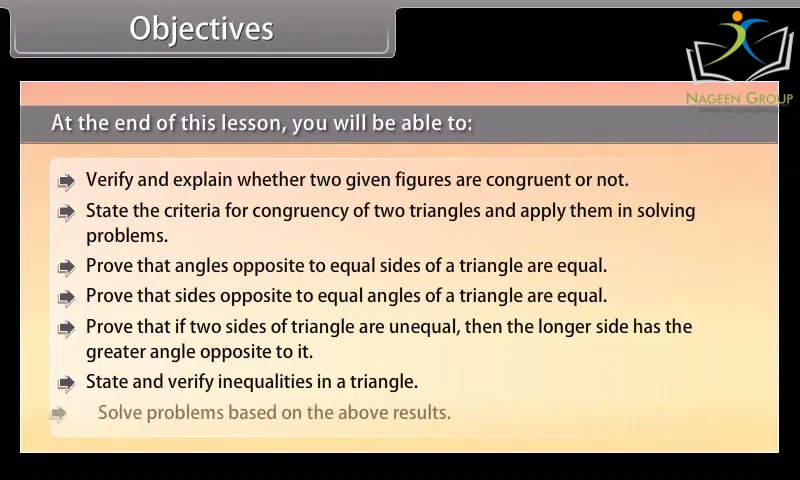 Objectives
NAGEEN GROUP
At the end of this lesson, you will be able to:
Verify and explain whether two given figures are congruent or not.
State the criteria for congruency of two triangles and apply them in solving
problems.
Prove that angles opposite to equal sides of a triangle are equal.
Prove that sides opposite to equal angles of a triangle are equal.
Prove that if two sides of triangle are unequal, then the longer side has the
greater angle opposite to it.
State and verify inequalities in a triangle.
Solve problems based on the above results.